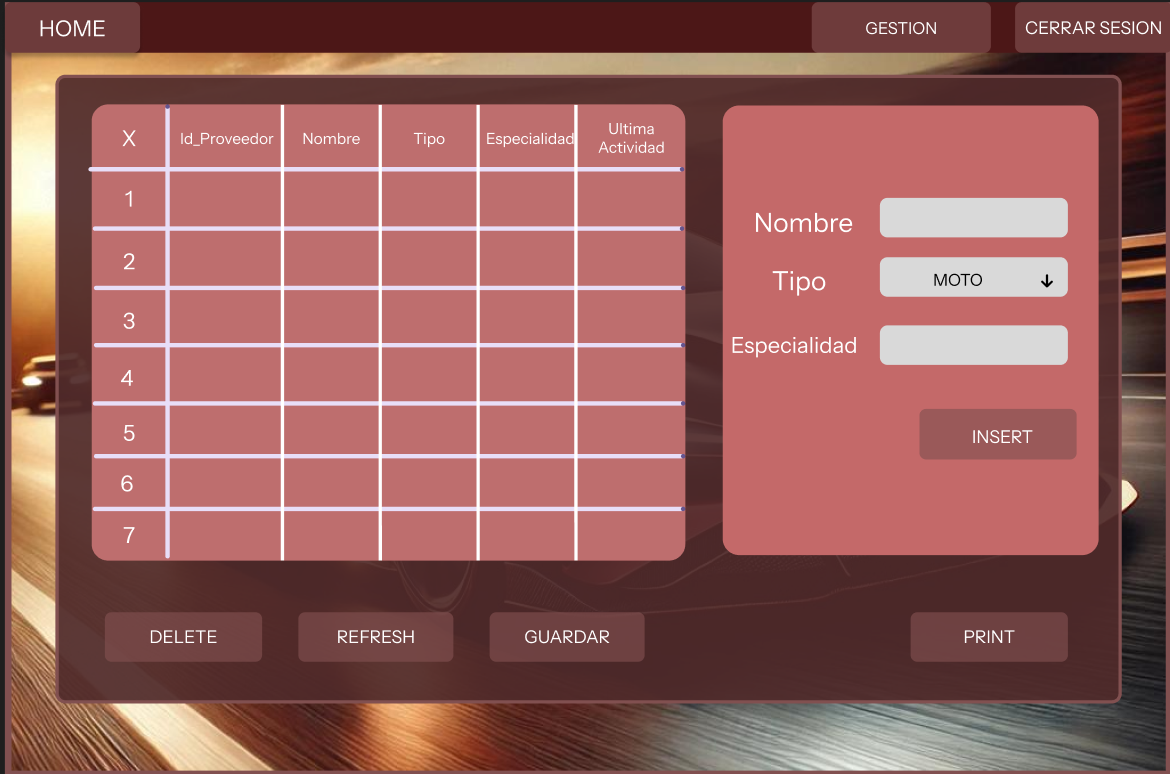 HOME
GESTION
CERRAR SESION
X
Id_Proveedor
Nombre
Tipo
Especialidad
Ultima
Actividad
1
2
3
4
5
6
7
Nombre
Tipo
MOTO
Especialidad
INSERT
DELETE
REFRESH
GUARDAR
PRINT